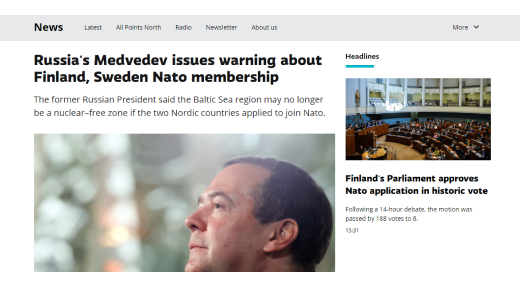 News Latest All Points North Radio Newsletter About us More
Russia's Medvedev issues warning about
Finland, Sweden Nato membership
The former Russian President said the Baltic Sea region may no longer
be a nuclear-free zone if the two Nordic countries applied to join Nato.
Headlines
Finland's Parliament approves
Nato application in historic vote
Following a 14-hour debate, the motion was
passed by 188 votes to 8.
15:31